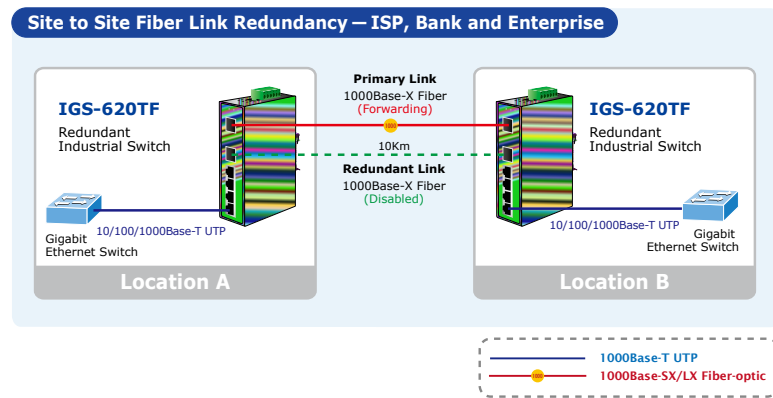 Site to Site Fiber Link Redundancy — ISP, Bank and Enterprise
IGS-620TF
Redundant
Industrial Switch
Gigabit
Ethernet Switch
10/100/1000Base-T UTP
Location A
Primary Link
1000Base-X Fiber
(Forwarding)
1000
10Km
Redundant Link
1000Base-X Fiber
(Disabled)
IGS-620TF
Redundant
Industrial Switch
10/100/1000Base-T UTP
Gigabit
Ethernet Switch
Location B
1000Base-T UTP
1000
1000Base-SX/LX Fiber-optic